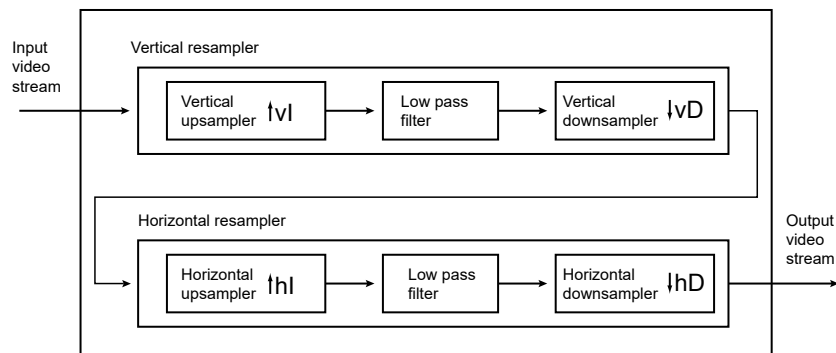 Input
video
stream
Vertical resampler
Vertical
upsampler ↑vI
Low pass
filter
Vertical
downsampler ↓vD
Horizontal resampler
Horizontal
upsampler ↑hI
Low pass
filter
Horizontal
downsampler ↓hD
Output
video
stream